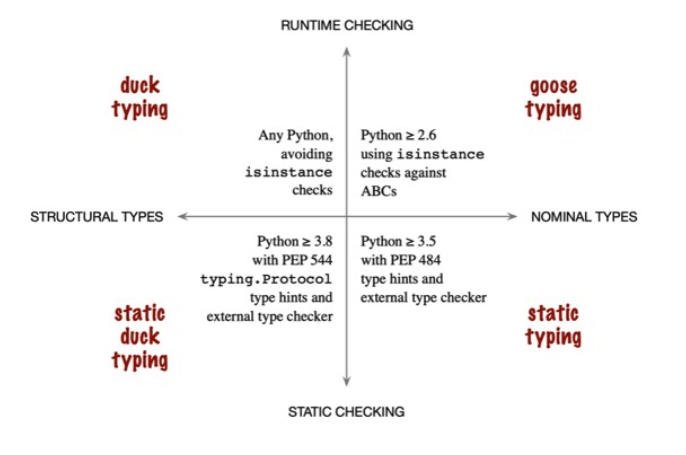 RUNTIME CHECKING
duck
typing
goose
typing
Any Python,
avoiding
isinstance
checks
Python ≥ 2.6
using isinstance
checks against
ABCs
STRUCTURAL TYPES
NOMINAL TYPES
Python ≥ 3.8
with PEP 544
typing.Protocol
type hints and
external type checker
Python ≥ 3.5
with PEP 484
type hints and
external type checker
static
duck
typing
static
typing
STATIC CHECKING